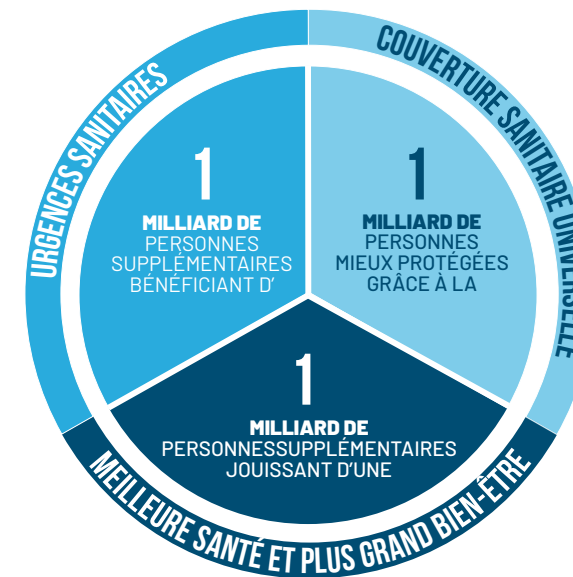 URGENCES SANITAIRES
1
MILLIARD DE
PERSONNES
SUPPLÉMENTAIRES
BÉNÉFICIANT D’
COUVERTURE SANITAIRE UNIVERSELLE
1
MILLIARD DE
PERSONNES
MIEUX PROTÉGÉES
GRÂCE À LA
1
MILLIARD DE
PERSONNESSUPPLÉMENTAIRES
JOUISSANT D’UNE
MEILLEURE SANTÉ ET PLUS GRAND BIEN-ÊTRE